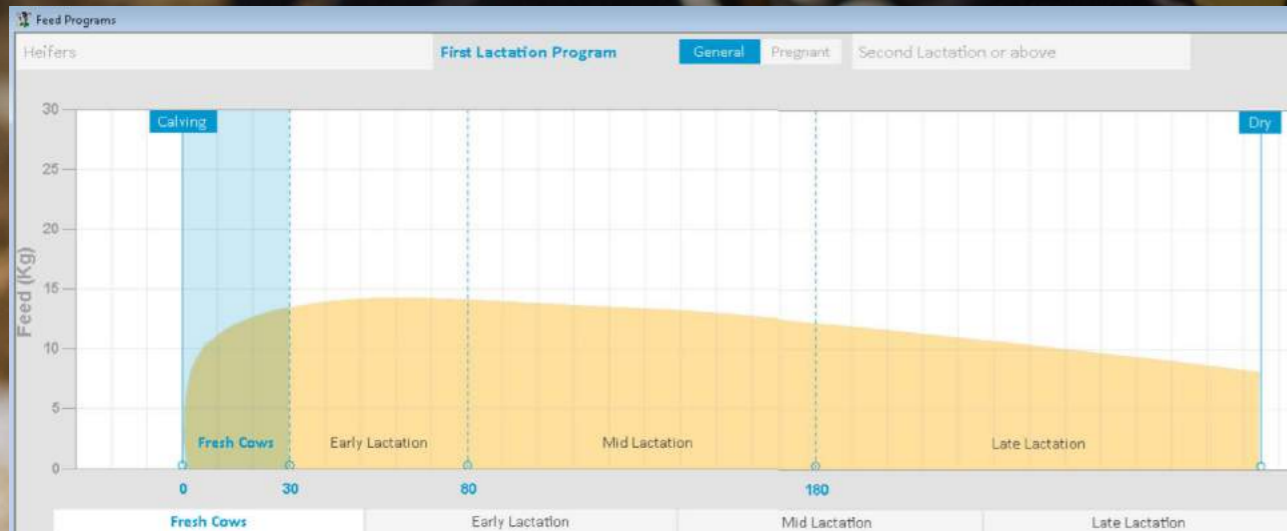 Feed Programs
Heifers First Lactation Program General Pregnant Second Lactation or above
30
Calving Dry
25
20
Feed (Kg)
15
10
5
Fresh Cows Early Lactation Mid Lactation Late Lactation
0
0 30 80 180
Fresh Cows Early Lactation Mid Lactation Late Lactation